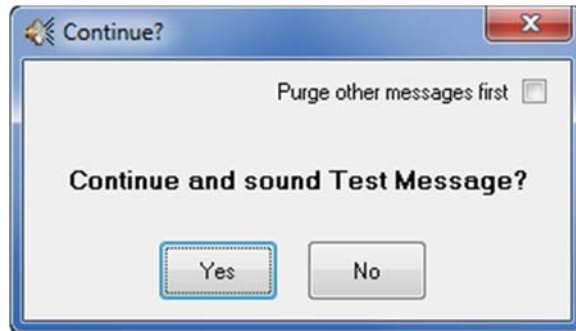 Continue?
Purge other messages first
Continue and sound Test Message?
Yes No